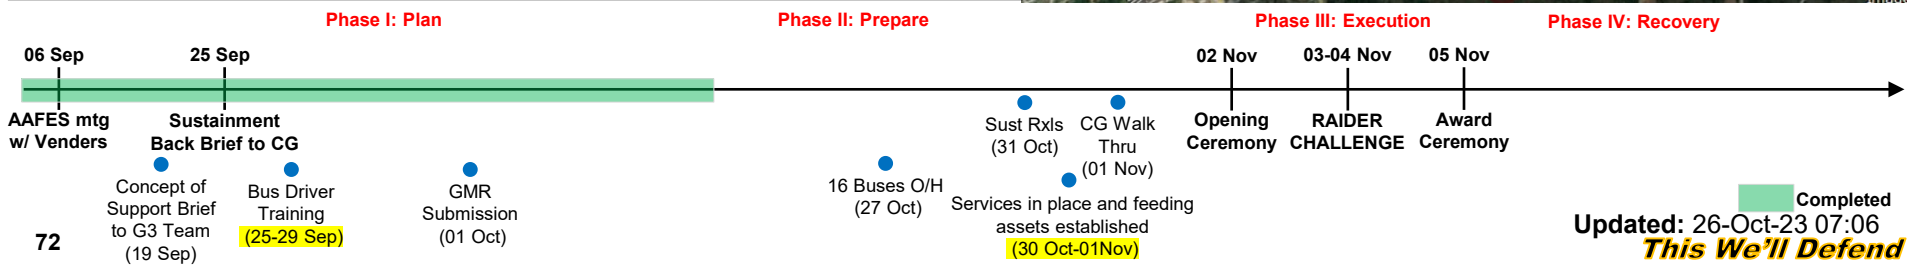 Phase I: Plan
Phase II: Prepare
Phase III: Execution
Phase IV: Recovery
06 Sep
25 Sep
02 Nov
03-04 Nov
05 Nov
AAFES mtg
w/ Venders
Sustainment
Back Brief to CG
Sust Rxls
(31 Oct)
CG Walk
Thru
(01 Nov)
Opening
Ceremony
RAIDER
CHALLENGE
Award
Ceremony
Concept of
Support Brief
to G3 Team
(19 Sep)
Bus Driver
Training
(25-29 Sep)
GMR
Submission
(01 Oct)
16 Buses O/H
(27 Oct)
Services in place and feeding
assets established
(30 Oct-01Nov)
Completed
Updated: 26-Oct-23 07:06
This We'll Defend
72